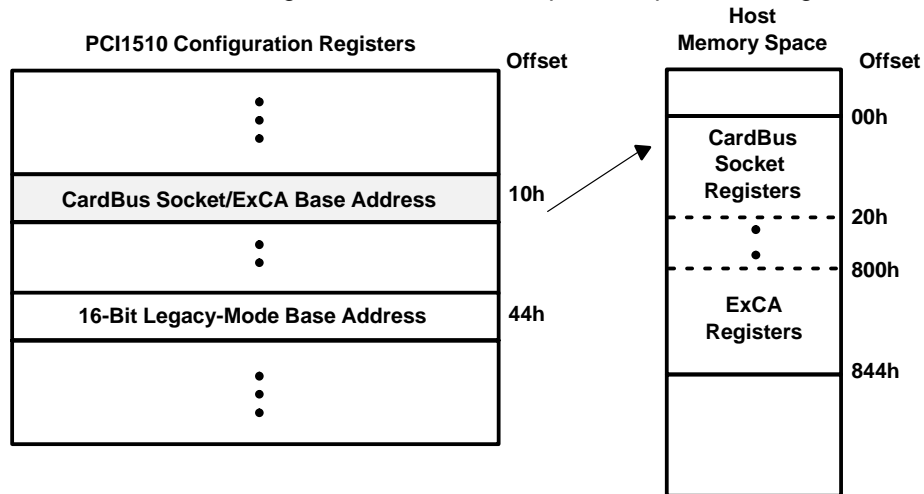 PCI1510 Configuration Registers
Offset
CardBus Socket/ExCA Base Address
10h
16-Bit Legacy-Mode Base Address
44h
Host
Memory Space
Offset
00h
CardBus
Socket
Registers
20h
800h
ExCA
Registers
844h